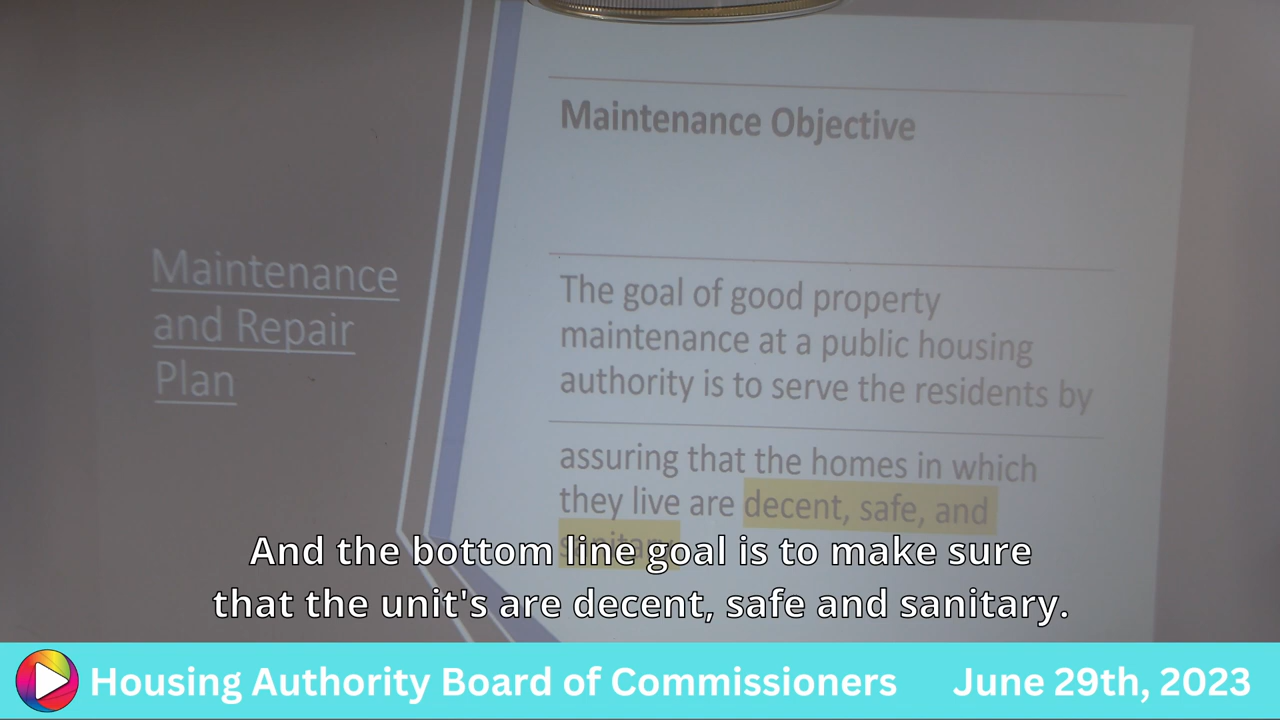 Maintenance
and Repair
Plan
Maintenance Objective
The goal of good property
maintenance at a public housing
authority is to serve the residents by
assuring that the homes in which
they live are decent, safe, and
sanitary
And the bottom line goal is to make sure
that the unit's are decent, safe and sanitary.
Housing Authority Board of Commissioners
June 29th, 2023